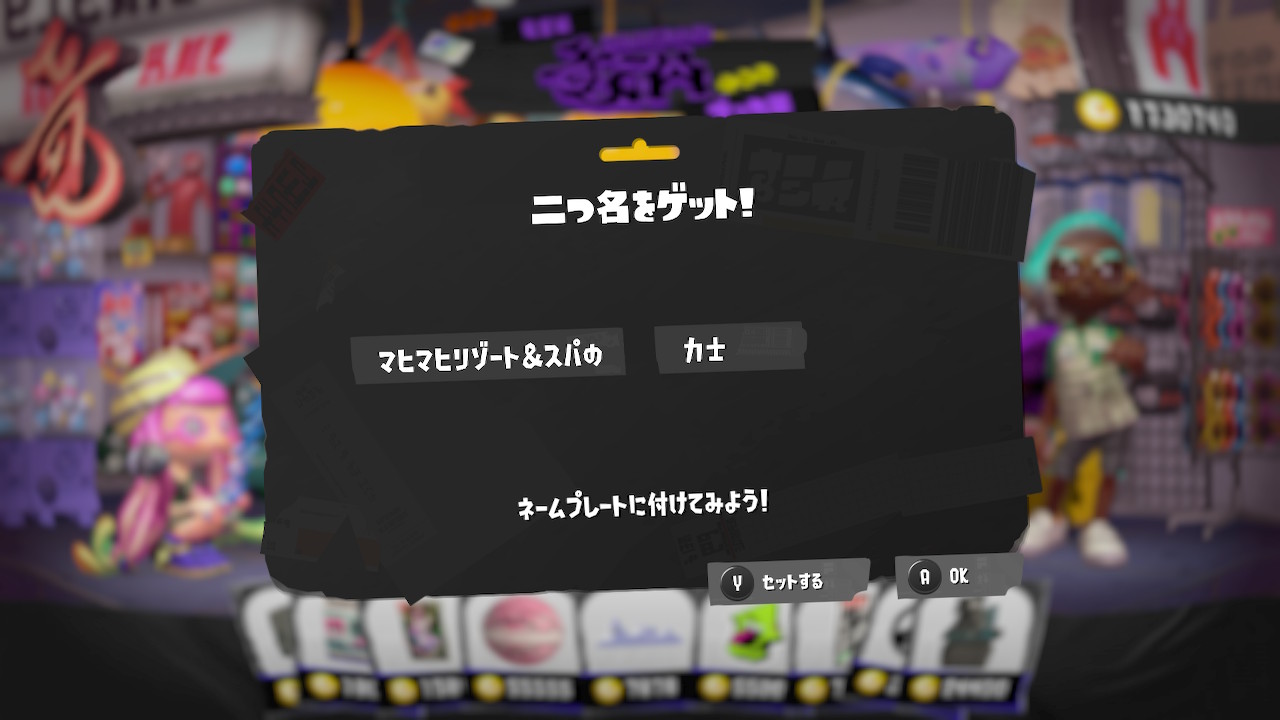 1730740
二つ名をゲット!
マヒマヒリゾート&スパの 力士
ネームプレートに付けてみよう!
Y セットする A OK